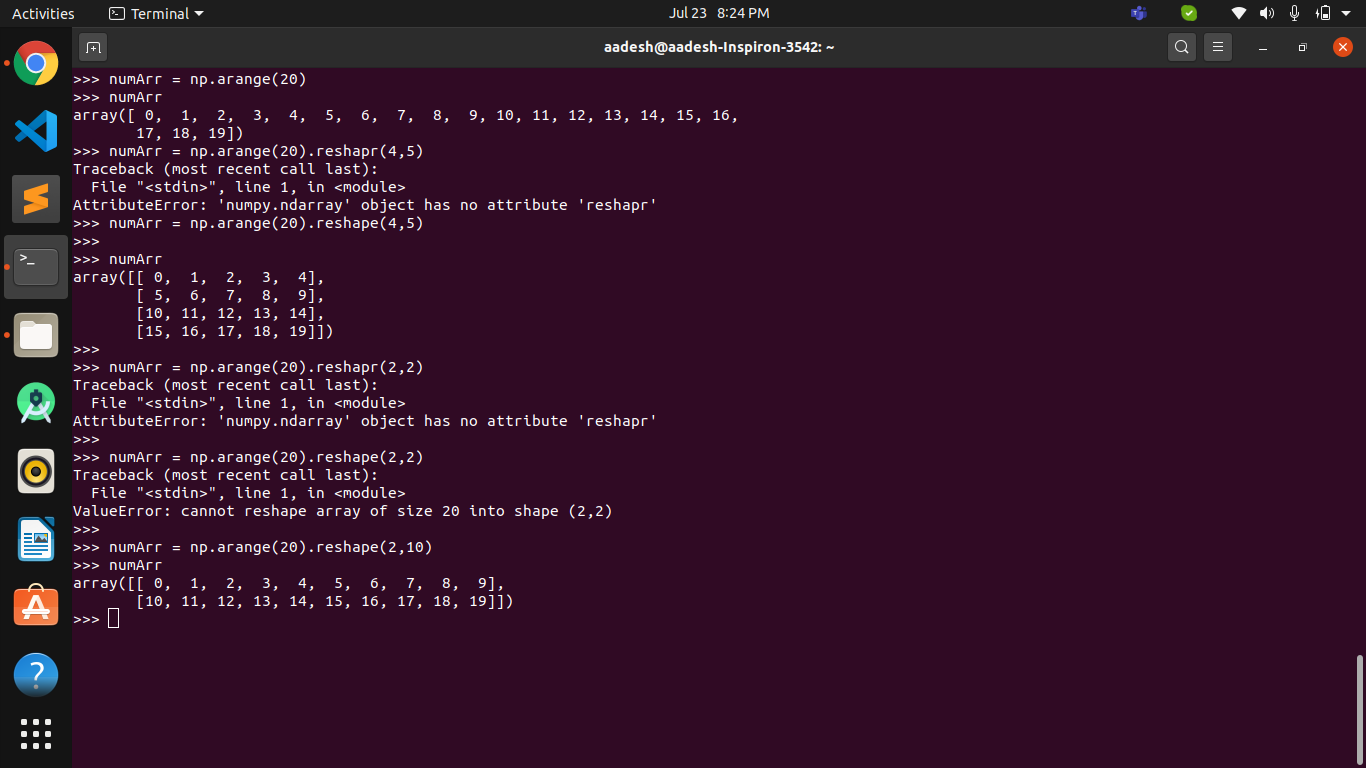 Activities Terminal Jul 23 8:24 PM
aadesh@aadesh-Inspiron-3542: ~
>>> numArr = np.arange(20)
>>> numArr
array([ 0,  1,  2,  3,  4,  5,  6,  7,  8,  9, 10, 11, 12, 13, 14, 15, 16,
       17, 18, 19])
>>> numArr = np.arange(20).reshapr(4,5)
Traceback (most recent call last):
  File "<stdin>", line 1, in <module>
AttributeError: 'numpy.ndarray' object has no attribute 'reshapr'
>>> numArr = np.arange(20).reshape(4,5)
>>>
>>> numArr
array([[ 0,  1,  2,  3,  4],
       [ 5,  6,  7,  8,  9],
       [10, 11, 12, 13, 14],
       [15, 16, 17, 18, 19]])
>>>
>>> numArr = np.arange(20).reshapr(2,2)
Traceback (most recent call last):
  File "<stdin>", line 1, in <module>
AttributeError: 'numpy.ndarray' object has no attribute 'reshapr'
>>>
>>> numArr = np.arange(20).reshape(2,2)
Traceback (most recent call last):
  File "<stdin>", line 1, in <module>
ValueError: cannot reshape array of size 20 into shape (2,2)
>>>
>>> numArr = np.arange(20).reshape(2,10)
>>> numArr
array([[ 0,  1,  2,  3,  4,  5,  6,  7,  8,  9],
       [10, 11, 12, 13, 14, 15, 16, 17, 18, 19]])
>>>